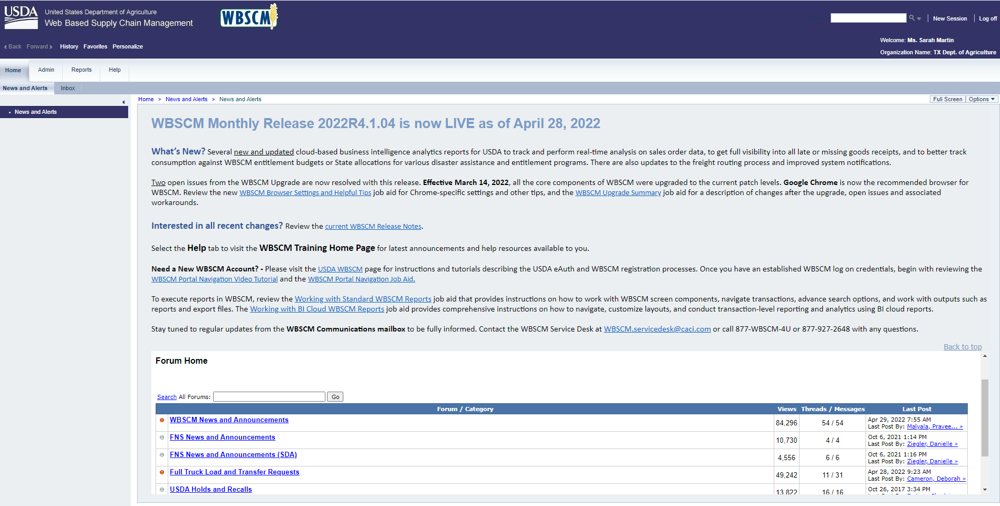 USDA
United States Department of Agriculture
Web Based Supply Chain Management
WBSCM
New Session
Log off
Welcome: Ms. Sarah Martin
Back Forward History Favorites Personalize
Organization Name: TX Dept. of Agriculture
Home Admin Reports Help
News and Alerts Inbox
Home > News and Alerts > News and Alerts
Full Screen Options
• News and Alerts
WBSCM Monthly Release 2022R4.1.04 is now LIVE as of April 28, 2022
What's New? Several new and updated cloud-based business intelligence analytics reports for USDA to track and perform real-time analysis on sales order data, to get full visibility into all late or missing goods receipts, and to better track
consumption against WBSCM entitlement budgets or State allocations for various disaster assistance and entitlement programs. There are also updates to the freight routing process and improved system notifications.
Two open issues from the WBSCM Upgrade are now resolved with this release. Effective March 14, 2022, all the core components of WBSCM were upgraded to the current patch levels. Google Chrome is now the recommended browser for
WBSCM. Review the new WBSCM Browser Settings and Helpful Tips job aid for Chrome-specific settings and other tips, and the WBSCM Upgrade Summary job aid for a description of changes after the upgrade, open issues and associated
workarounds.
Interested in all recent changes? Review the current WBSCM Release Notes.
Select the Help tab to visit the WBSCM Training Home Page for latest announcements and help resources available to you.
Need a New WBSCM Account? - Please visit the USDA WBSCM page for instructions and tutorials describing the USDA eAuth and WBSCM registration processes. Once you have an established WBSCM log on credentials, begin with reviewing the
WBSCM Portal Navigation Video Tutorial and the WBSCM Portal Navigation Job Aid.
To execute reports in WBSCM, review the Working with Standard WBSCM Reports job aid that provides instructions on how to work with WBSCM screen components, navigate transactions, advance search options, and work with outputs such as
reports and export files. The Working with BI Cloud WBSCM Reports job aid provides comprehensive instructions on how to navigate, customize layouts, and conduct transaction-level reporting and analytics using BI cloud reports.
Stay tuned to regular updates from the WBSCM Communications mailbox to be fully informed. Contact the WBSCM Service Desk at WBSCM.servicedesk@caci.com or call 877-WBSCM-4U or 877-927-2648 with any questions.
Back to top
Forum Home
Search All Forums: Go
Forum / Category Views Threads / Messages Last Post
WBSCM News and Announcements 84,296 54 / 54 Apr 29, 2022 7:55 AM
Last Post By: Malyala, Pravee... »
FNS News and Announcements 10,730 4 / 4 Oct 6, 2021 1:14 PM
Last Post By: Ziegler, Danielle »
FNS News and Announcements (SDA) 4,556 6 / 6 Oct 6, 2021 1:16 PM
Last Post By: Ziegler, Danielle »
Full Truck Load and Transfer Requests 49,242 11 / 31 Apr 28, 2022 9:23 AM
Last Post By: Cameron, Deborah »
USDA Holds and Recalls 13,822 16 / 16 Oct 26, 2017 3:34 PM